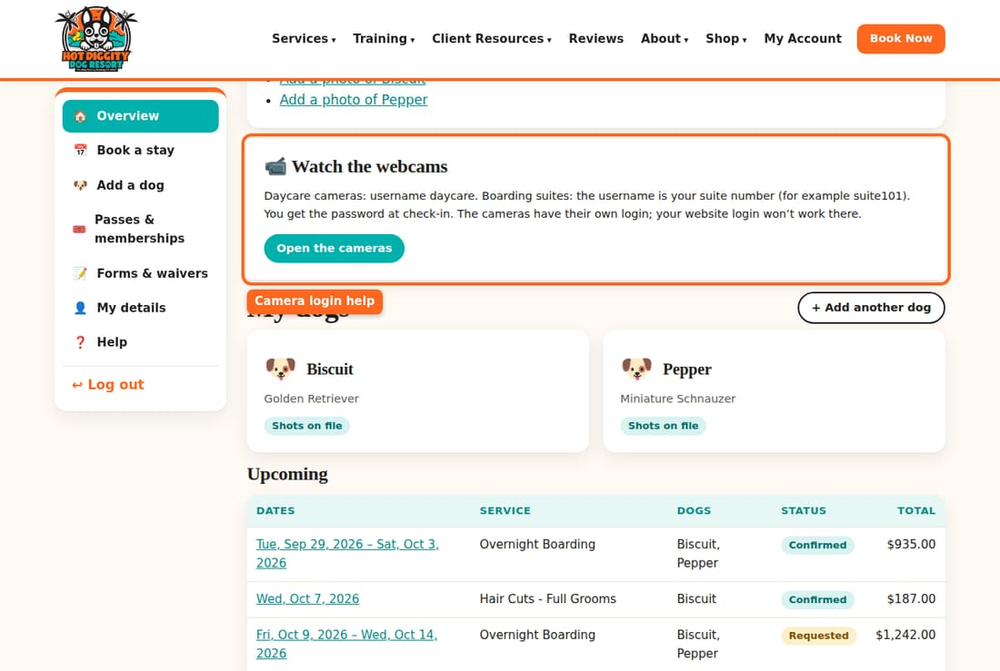 HOT DIGGITY
DOG RESORT
Services ▾
Training ▾
Client Resources ▾
Reviews
About ▾
Shop ▾
My Account
Book Now
Overview
Book a stay
Add a dog
Passes &
memberships
Forms & waivers
My details
Help
↩ Log out
Add a photo of Biscuit
Add a photo of Pepper
Watch the webcams
Daycare cameras: username daycare. Boarding suites: the username is your suite number (for example suite101).
You get the password at check-in. The cameras have their own login; your website login won’t work there.
Open the cameras
Camera login help
My dogs
+ Add another dog
Biscuit
Golden Retriever
Shots on file
Pepper
Miniature Schnauzer
Shots on file
Upcoming
DATES SERVICE DOGS STATUS TOTAL
Tue, Sep 29, 2026 – Sat, Oct 3,
2026
Overnight Boarding
Biscuit,
Pepper
Confirmed
$935.00
Wed, Oct 7, 2026
Hair Cuts - Full Grooms
Biscuit
Confirmed
$187.00
Fri, Oct 9, 2026 – Wed, Oct 14,
2026
Overnight Boarding
Biscuit,
Pepper
Requested
$1,242.00